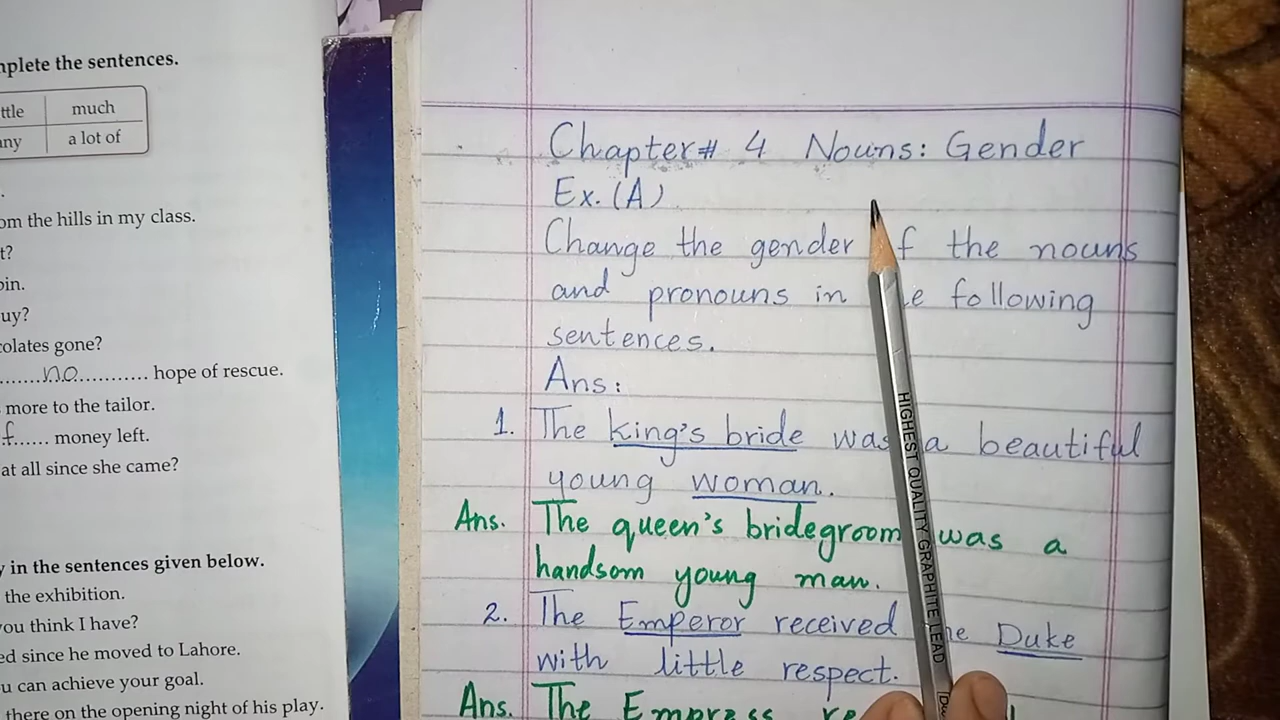 mplete the sentences.
ttle much
ny a lot of
om the hills in my class.
t?
oin.
uy?
colates gone?
........no............. hope of rescue.
more to the tailor.
f...... money left.
at all since she came?
y in the sentences given below.
the exhibition.
you think I have?
ed since he moved to Lahore.
u can achieve your goal.
there on the opening night of his play.
Chapter# 4 Nouns: Gender
Ex.(A)
Change the gender f the nouns
and pronouns in e following
sentences.
Ans:
1. The king's bride was a beautiful
young woman.
Ans. The queen's bridegroom was a
handsom young man.
2. The Emperor received he Duke
with little respect.
Ans. The Empress re
HIGHEST QUALITY GRAPHITE LEAD